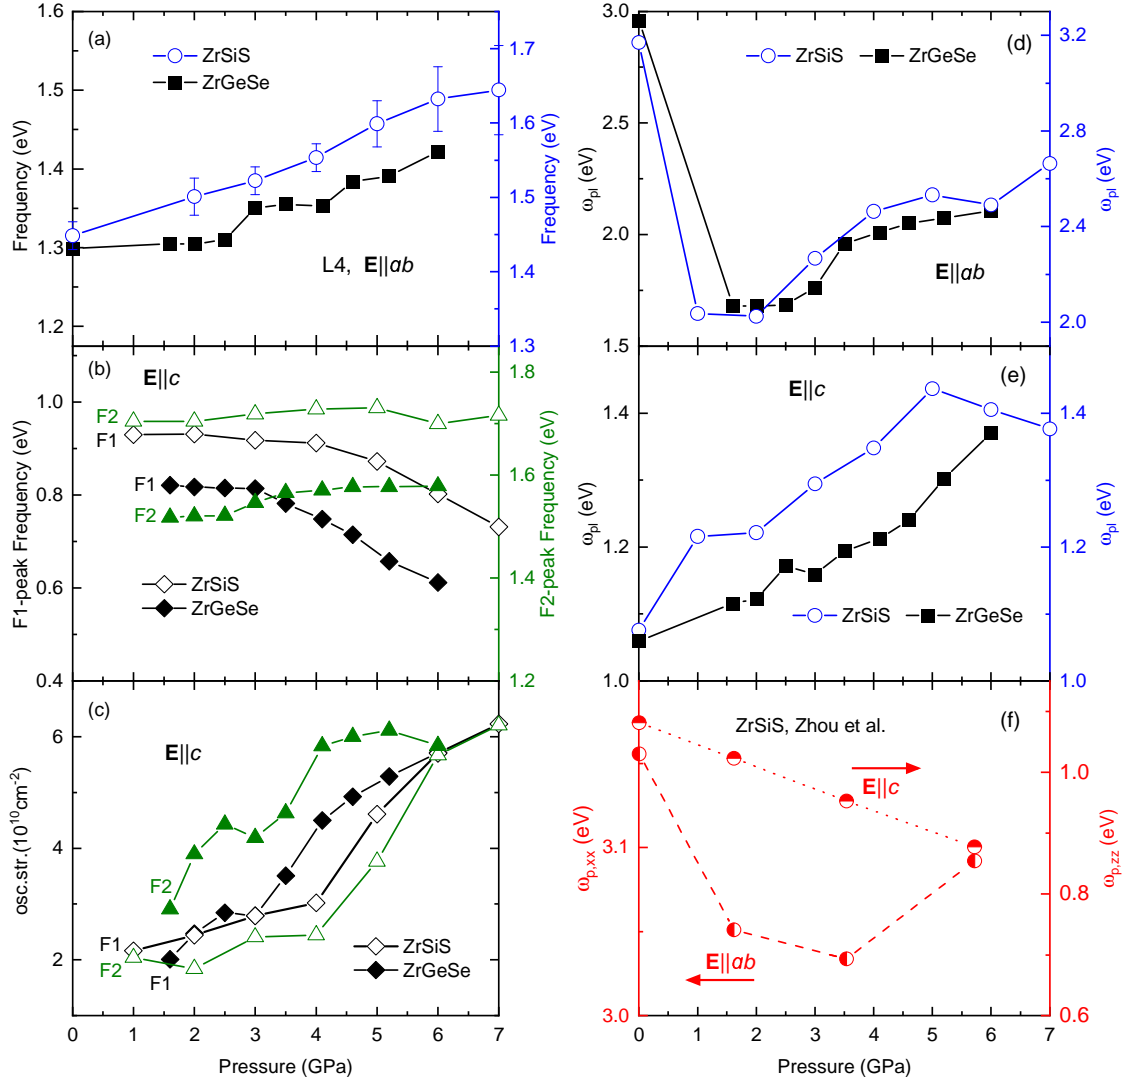 (a)
ZrSiS
ZrGeSe
L4, E||ab
Frequency (eV)
1.6
1.5
1.4
1.3
1.2
Frequency (eV)
1.7
1.6
1.5
1.4
1.3
(b)
E||c
F2
F1
F1
F2
ZrSiS
ZrGeSe
F1-peak Frequency (eV)
1.0
0.8
0.6
0.4
F2-peak Frequency (eV)
1.8
1.6
1.4
1.2
(c)
E||c
F2
F1
F2
F1
ZrSiS
ZrGeSe
osc.str.(10^10 cm^-2)
6
4
2
0 1 2 3 4 5 6 7
Pressure (GPa)
(d)
ZrSiS
ZrGeSe
E||ab
ω_pl (eV)
3.0
2.5
2.0
1.5
ω_pl (eV)
3.2
2.8
2.4
2.0
(e)
E||c
ZrSiS
ZrGeSe
ω_pl (eV)
1.4
1.2
1.0
ω_pl (eV)
1.4
1.2
1.0
(f)
ZrSiS, Zhou et al.
E||c
E||ab
ω_p,xx (eV)
3.1
3.0
ω_p,zz (eV)
1.0
0.8
0.6
0 1 2 3 4 5 6 7
Pressure (GPa)